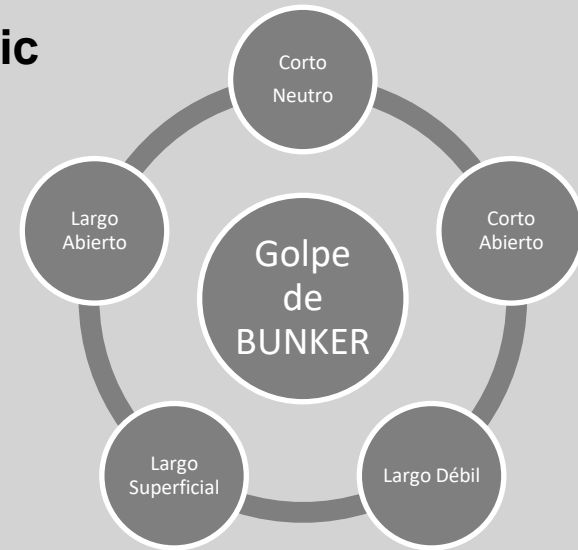 ic
Corto
Neutro
Corto
Abierto
Largo Débil
Largo
Superficial
Largo
Abierto
Golpe
de
BUNKER